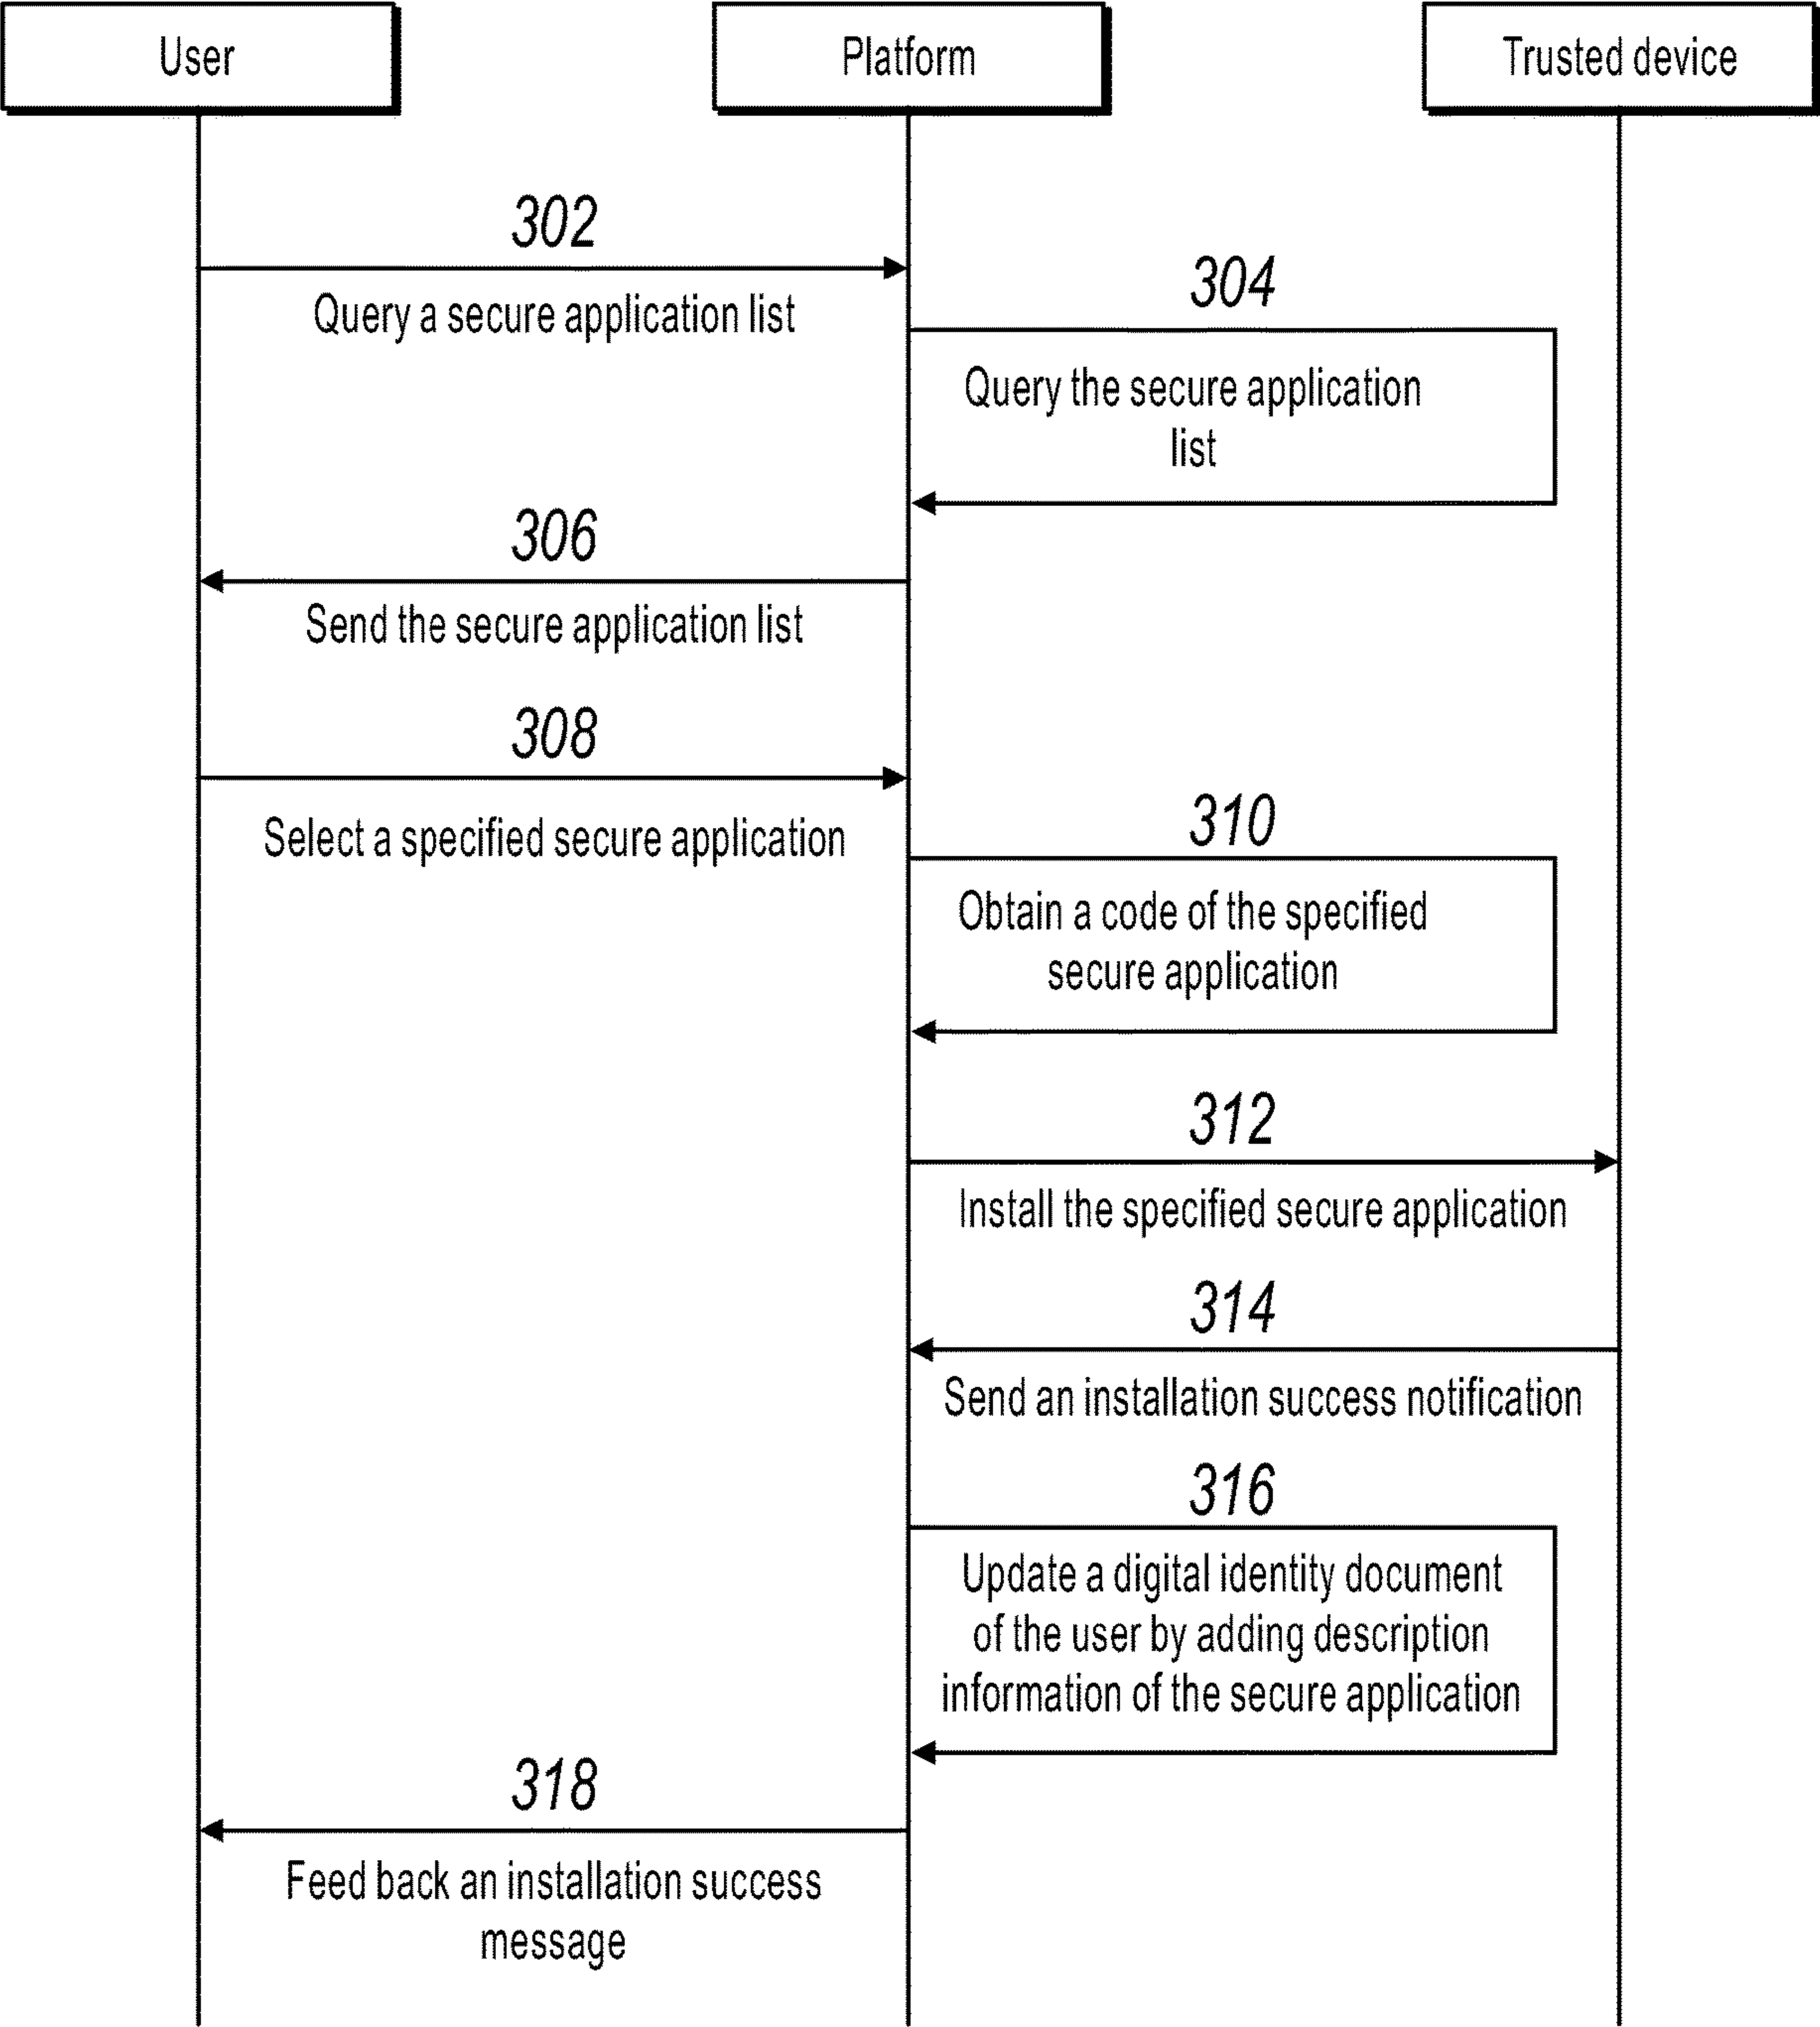 User
Platform
Trusted device
302
Query a secure application list
304
Query the secure application
list
306
Send the secure application list
308
Select a specified secure application
310
Obtain a code of the specified
secure application
312
Install the specified secure application
314
Send an installation success notification
316
Update a digital identity document
of the user by adding description
information of the secure application
318
Feed back an installation success
message